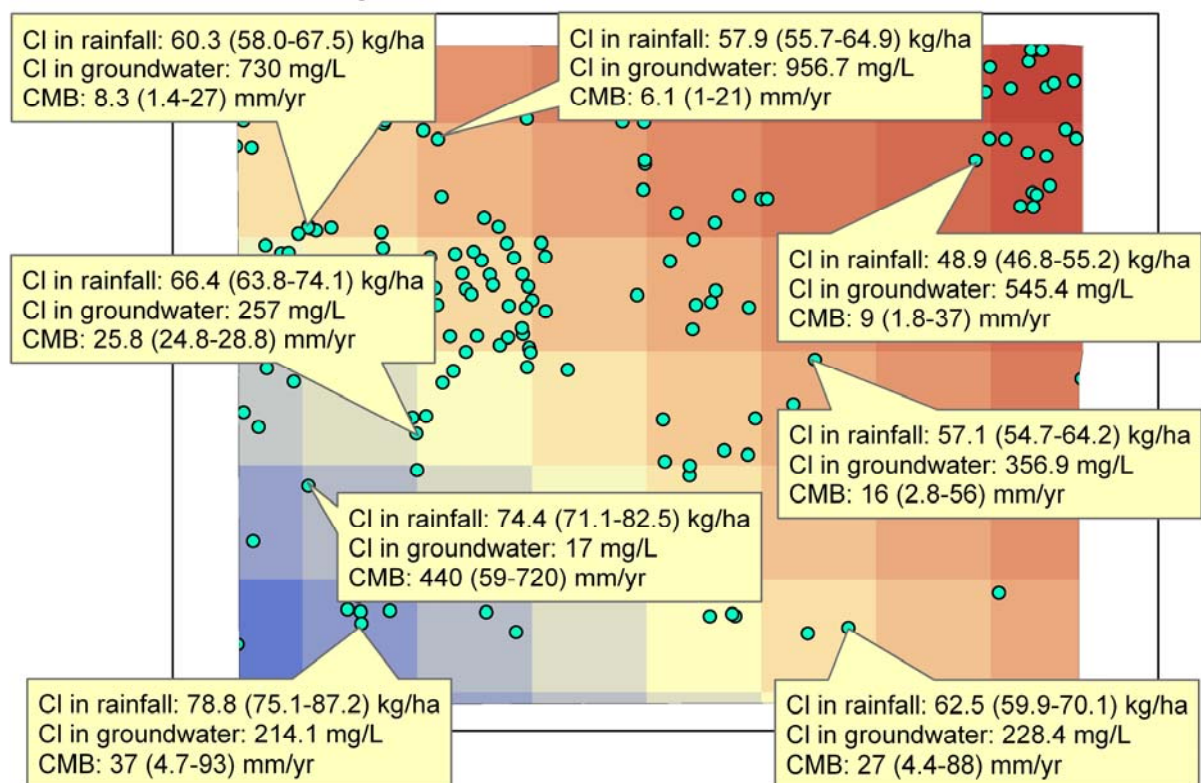 Cl in rainfall: 60.3 (58.0-67.5) kg/ha
Cl in groundwater: 730 mg/L
CMB: 8.3 (1.4-27) mm/yr
Cl in rainfall: 57.9 (55.7-64.9) kg/ha
Cl in groundwater: 956.7 mg/L
CMB: 6.1 (1-21) mm/yr
Cl in rainfall: 66.4 (63.8-74.1) kg/ha
Cl in groundwater: 257 mg/L
CMB: 25.8 (24.8-28.8) mm/yr
Cl in rainfall: 48.9 (46.8-55.2) kg/ha
Cl in groundwater: 545.4 mg/L
CMB: 9 (1.8-37) mm/yr
Cl in rainfall: 57.1 (54.7-64.2) kg/ha
Cl in groundwater: 356.9 mg/L
CMB: 16 (2.8-56) mm/yr
Cl in rainfall: 74.4 (71.1-82.5) kg/ha
Cl in groundwater: 17 mg/L
CMB: 440 (59-720) mm/yr
Cl in rainfall: 78.8 (75.1-87.2) kg/ha
Cl in groundwater: 214.1 mg/L
CMB: 37 (4.7-93) mm/yr
Cl in rainfall: 62.5 (59.9-70.1) kg/ha
Cl in groundwater: 228.4 mg/L
CMB: 27 (4.4-88) mm/yr